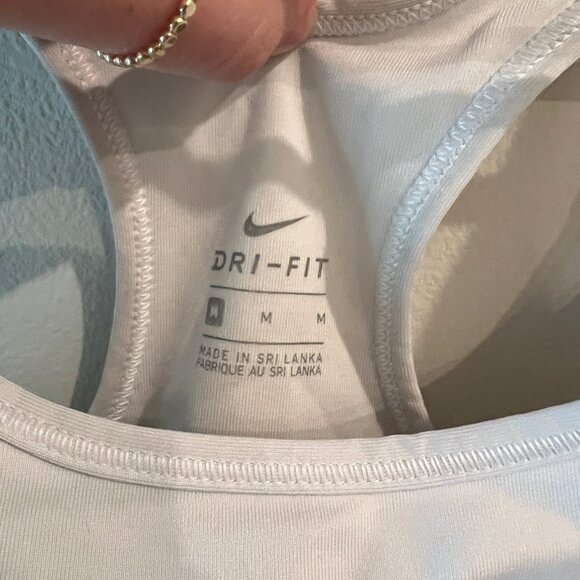 DRI-FIT
M M M
MADE IN SRI LANKA
FABRIQUE AU SRI LANKA